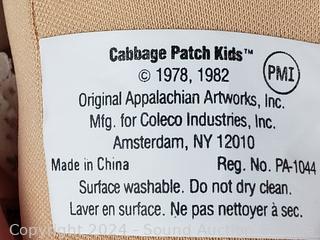 Cabbage Patch Kids™
© 1978, 1982
PMI
Original Appalachian Artworks, Inc.
Mfg. for Coleco Industries, Inc.
Amsterdam, NY 12010
Made in China Reg. No. PA-1044
Surface washable. Do not dry clean.
Laver en surface. Ne pas nettoyer à sec.
Copyright 2024 - Sound Auction